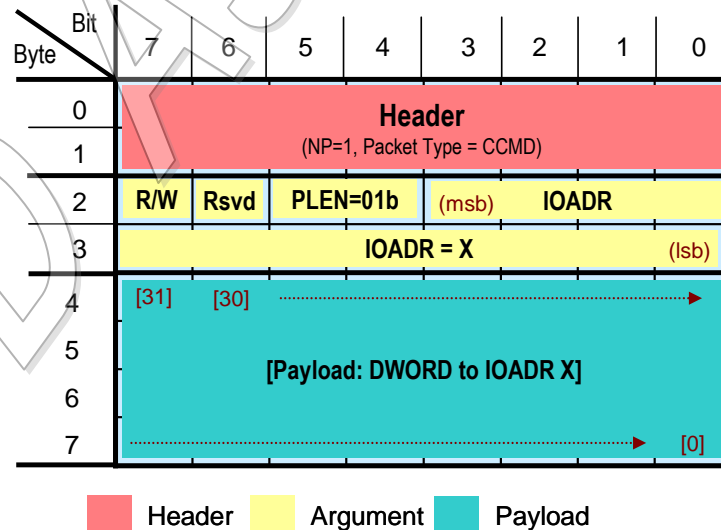 Bit
Byte 7 6 5 4 3 2 1 0
0 Header
1 (NP=1, Packet Type = CCMD)
2 R/W Rsvd PLEN=01b (msb) IOADR
3 IOADR = X (lsb)
4 [31] [30]
5 [Payload: DWORD to IOADR X]
6
7 [0]
Header Argument Payload